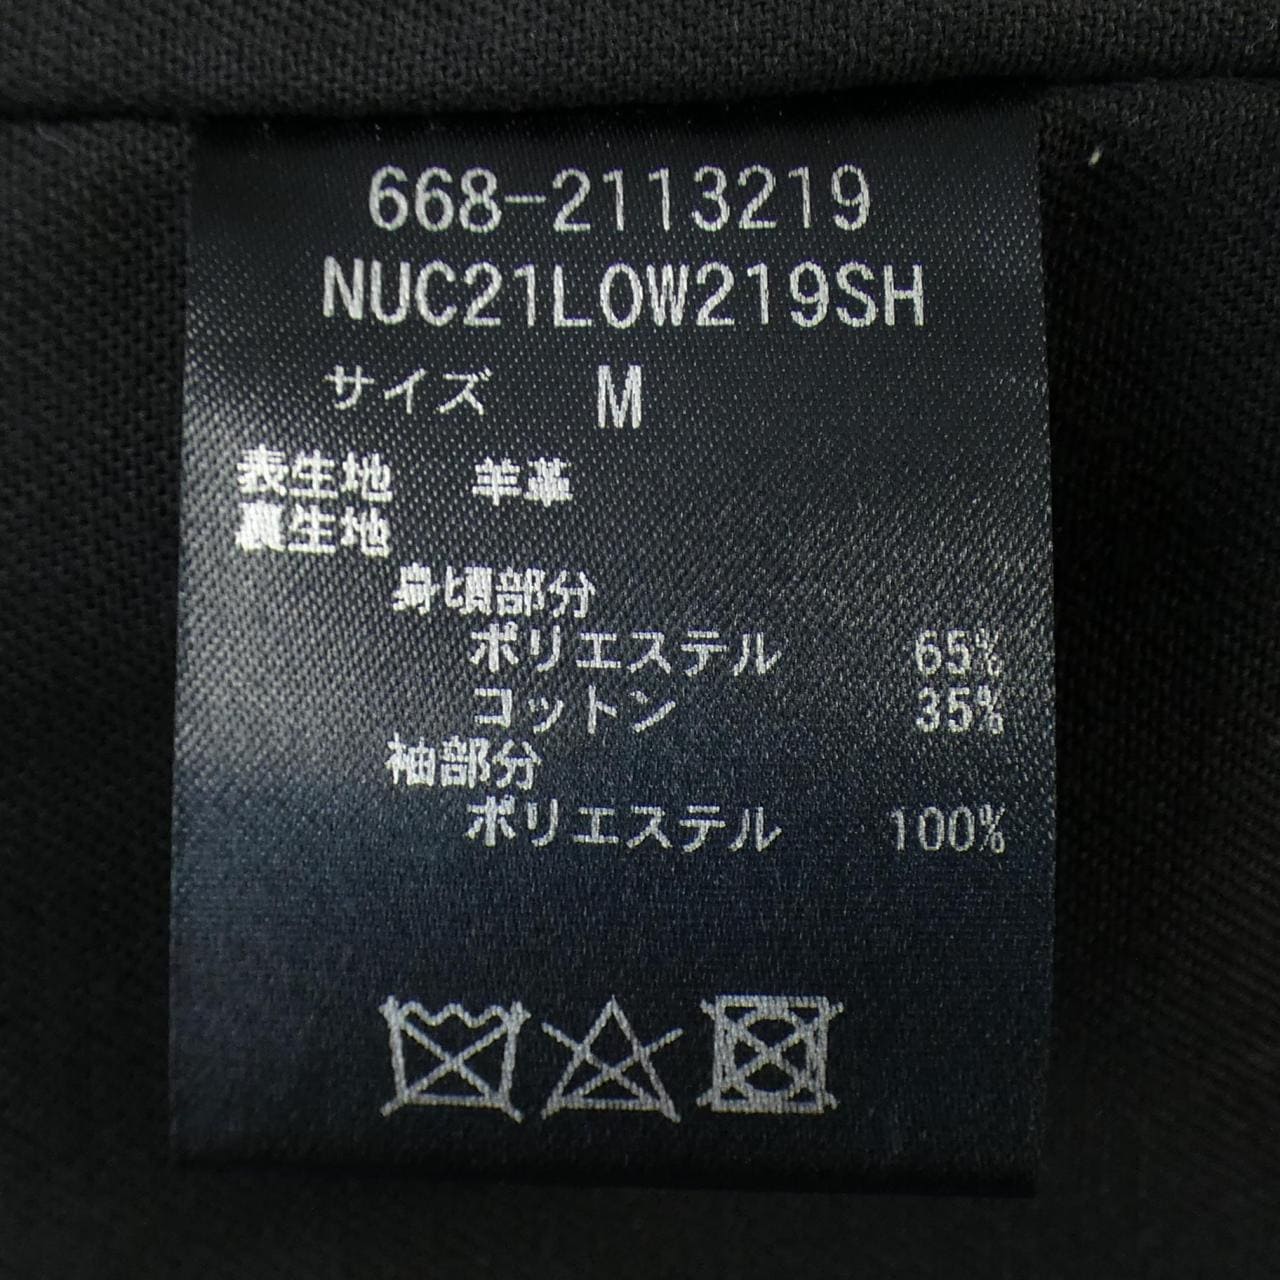 668-2113219
NUC21LOW219SH
サイズ M
表生地 羊革
裏生地
身頃部分
ポリエステル 65%
コットン 35%
袖部分
ポリエステル 100%